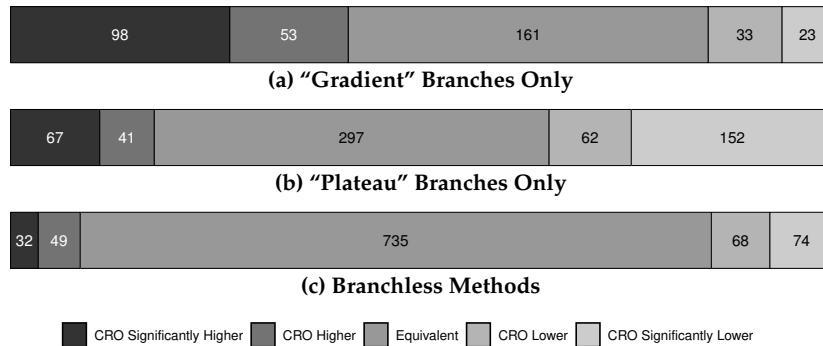 98 53 161 33 23
(a) “Gradient” Branches Only
67 41 297 62 152
(b) “Plateau” Branches Only
32 49 735 68 74
(c) Branchless Methods
CRO Significantly Higher CRO Higher Equivalent CRO Lower CRO Significantly Lower